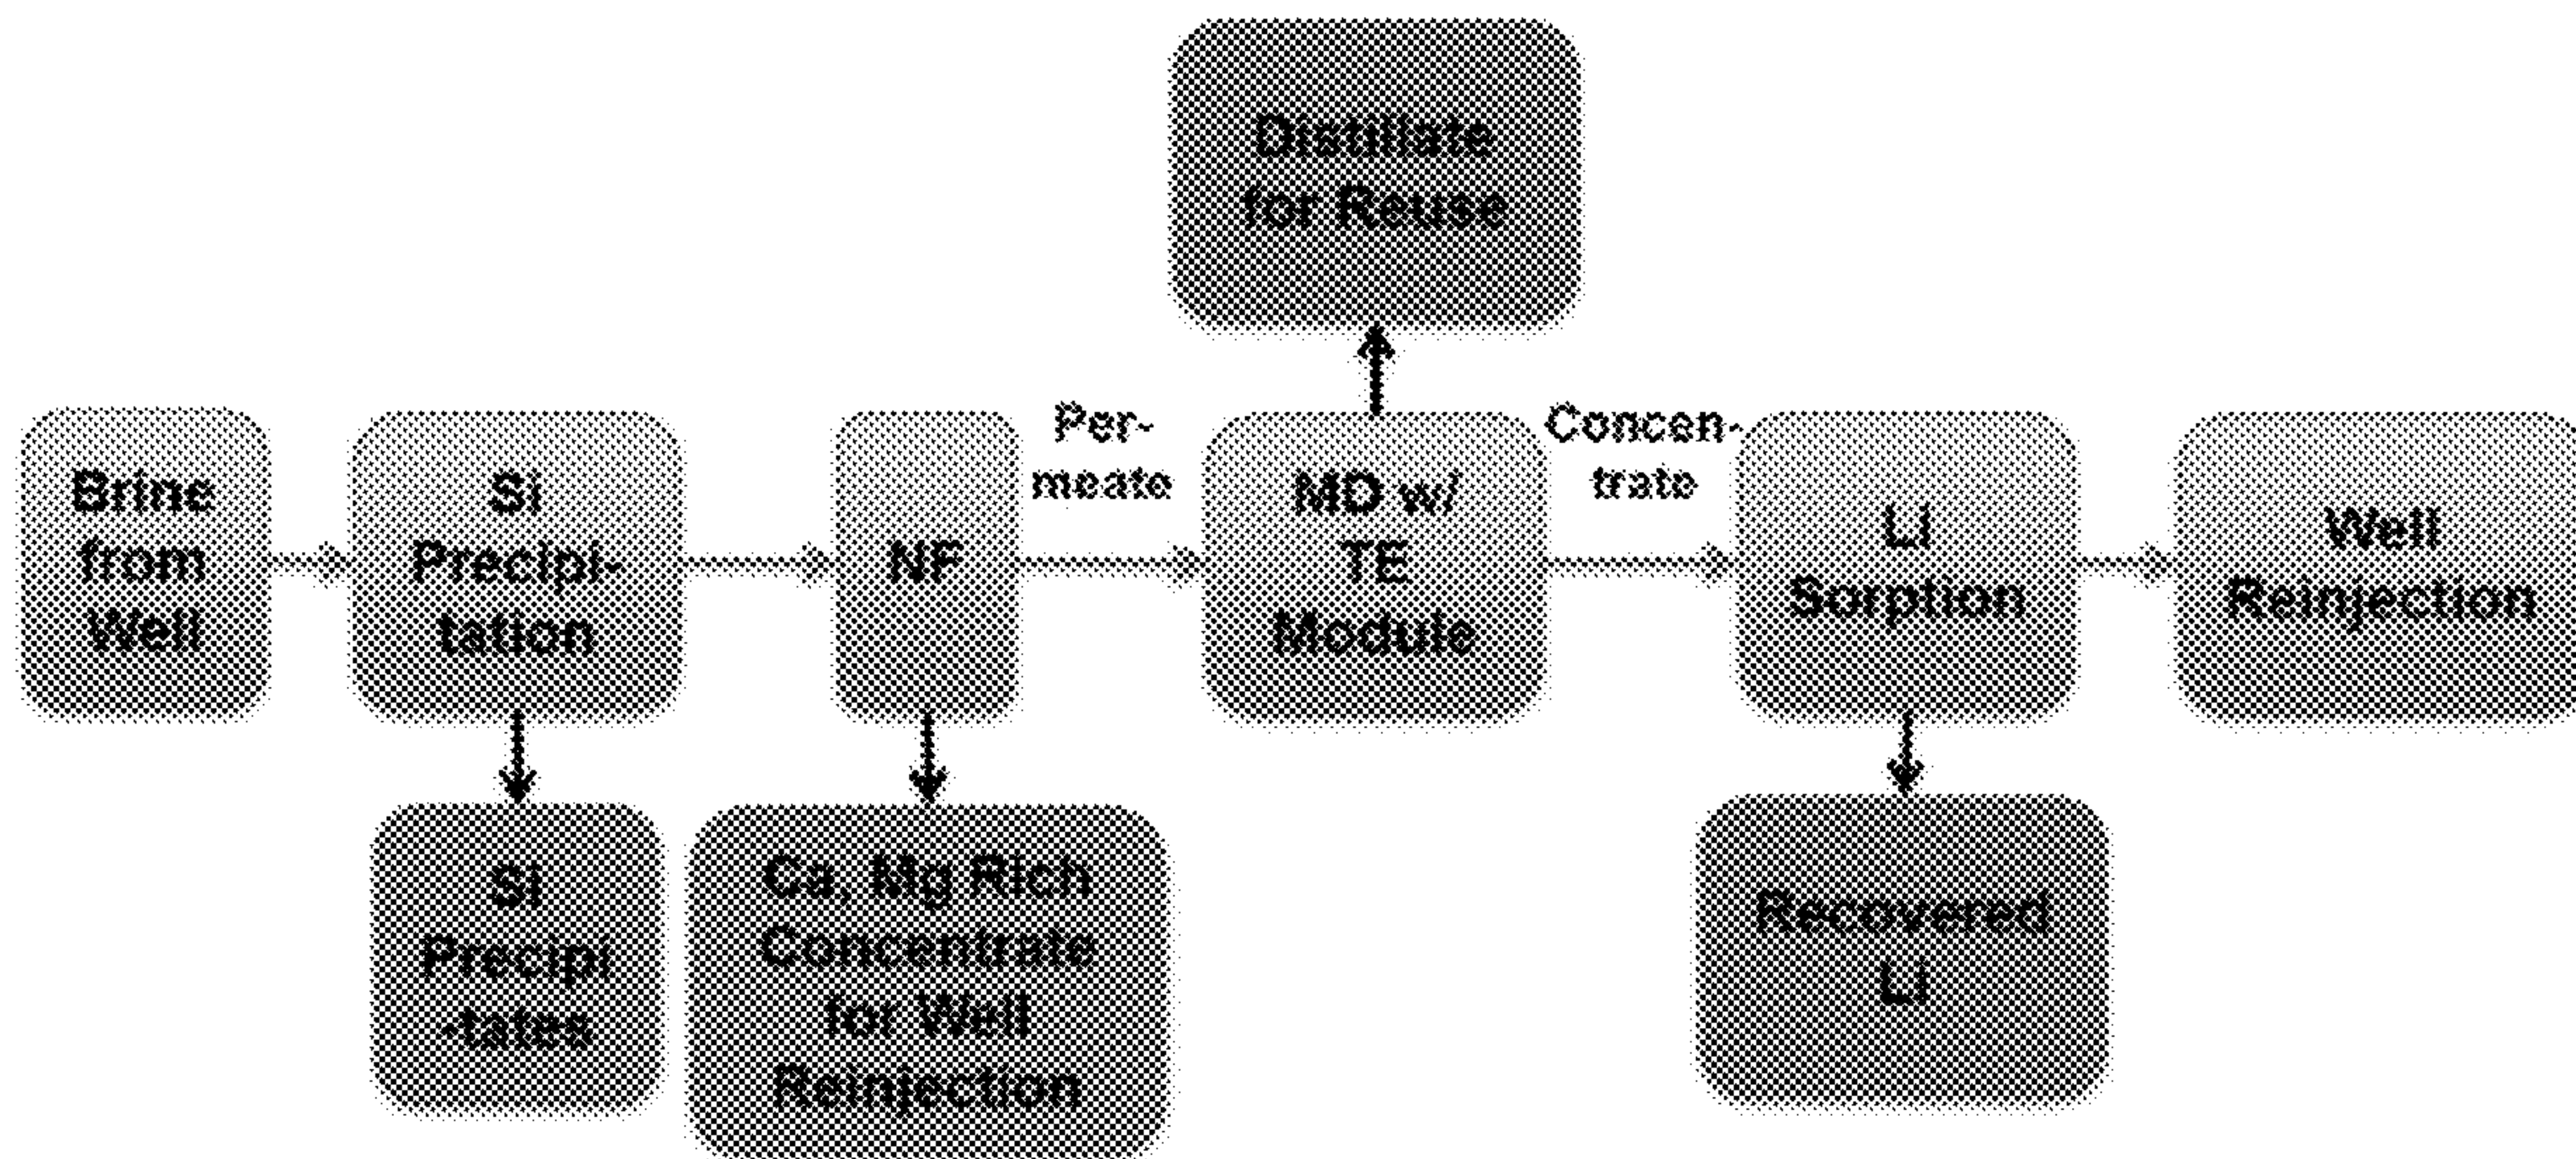 Distillate
for Reuse
Brine
from
Well
Si
Precipi-
tation
NF
Per-
meate
MD w/
TE
Module
Concen-
trate
Li
Sorption
Well
Reinjection
Si
Precipi
-tates
Ca, Mg Rich
Concentrate
for Well
Reinjection
Recovered
Li